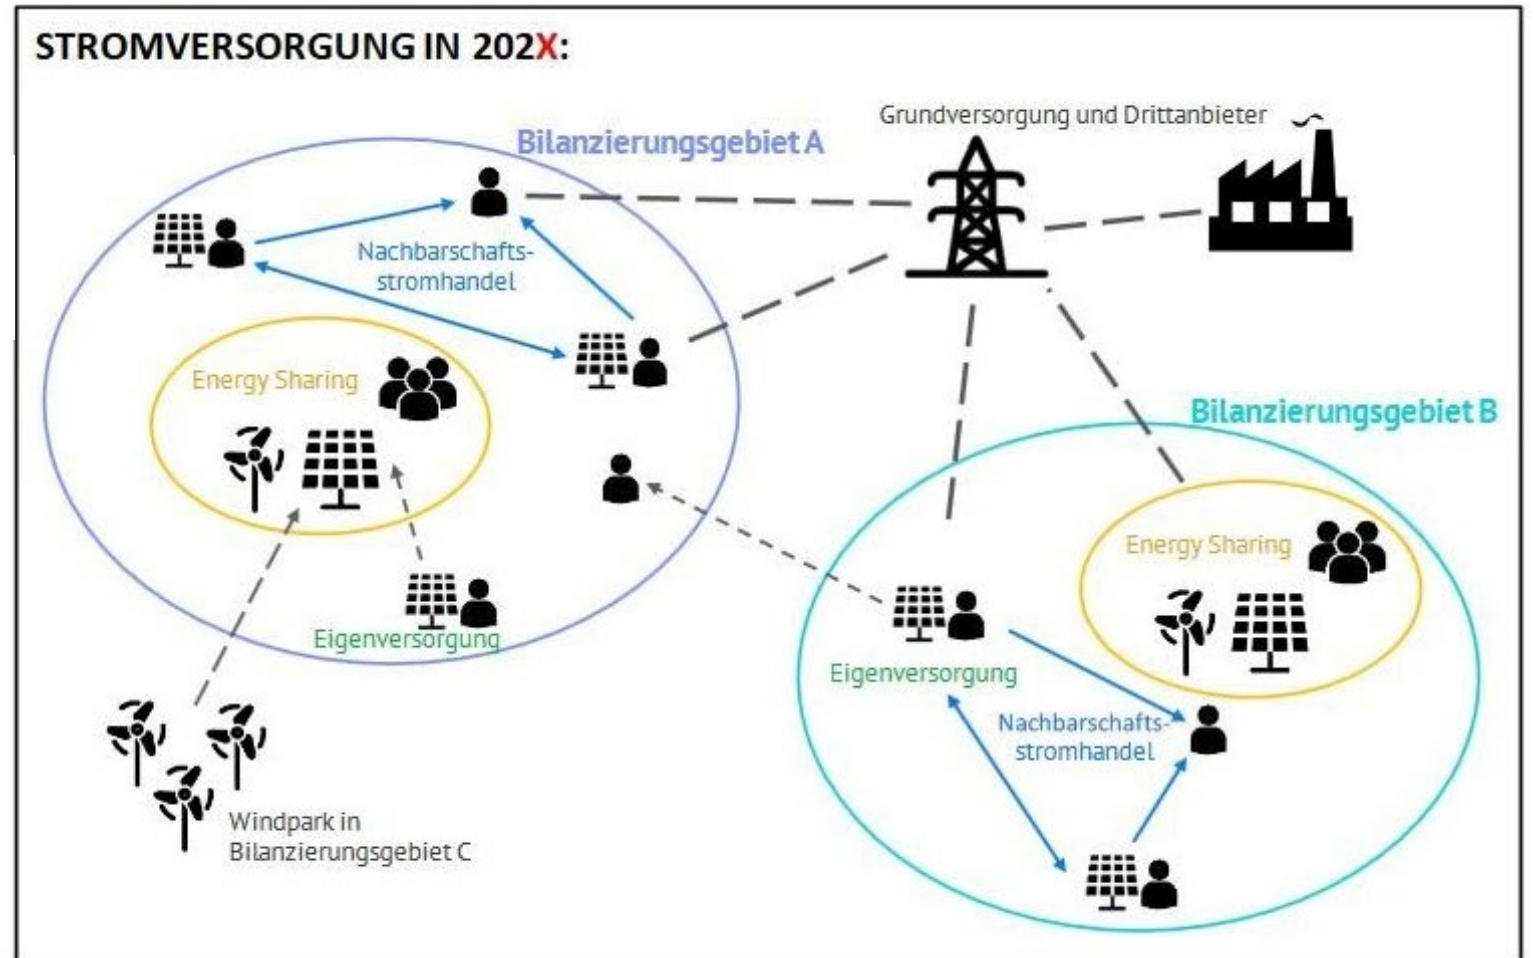 STROMVERSORGUNG IN 202X:
Grundversorgung und Drittanbieter
Bilanzierungsgebiet A
Nachbarschafts-
stromhandel
Energy Sharing
Eigenversorgung
Bilanzierungsgebiet B
Energy Sharing
Eigenversorgung
Nachbarschafts-
stromhandel
Windpark in
Bilanzierungsgebiet C